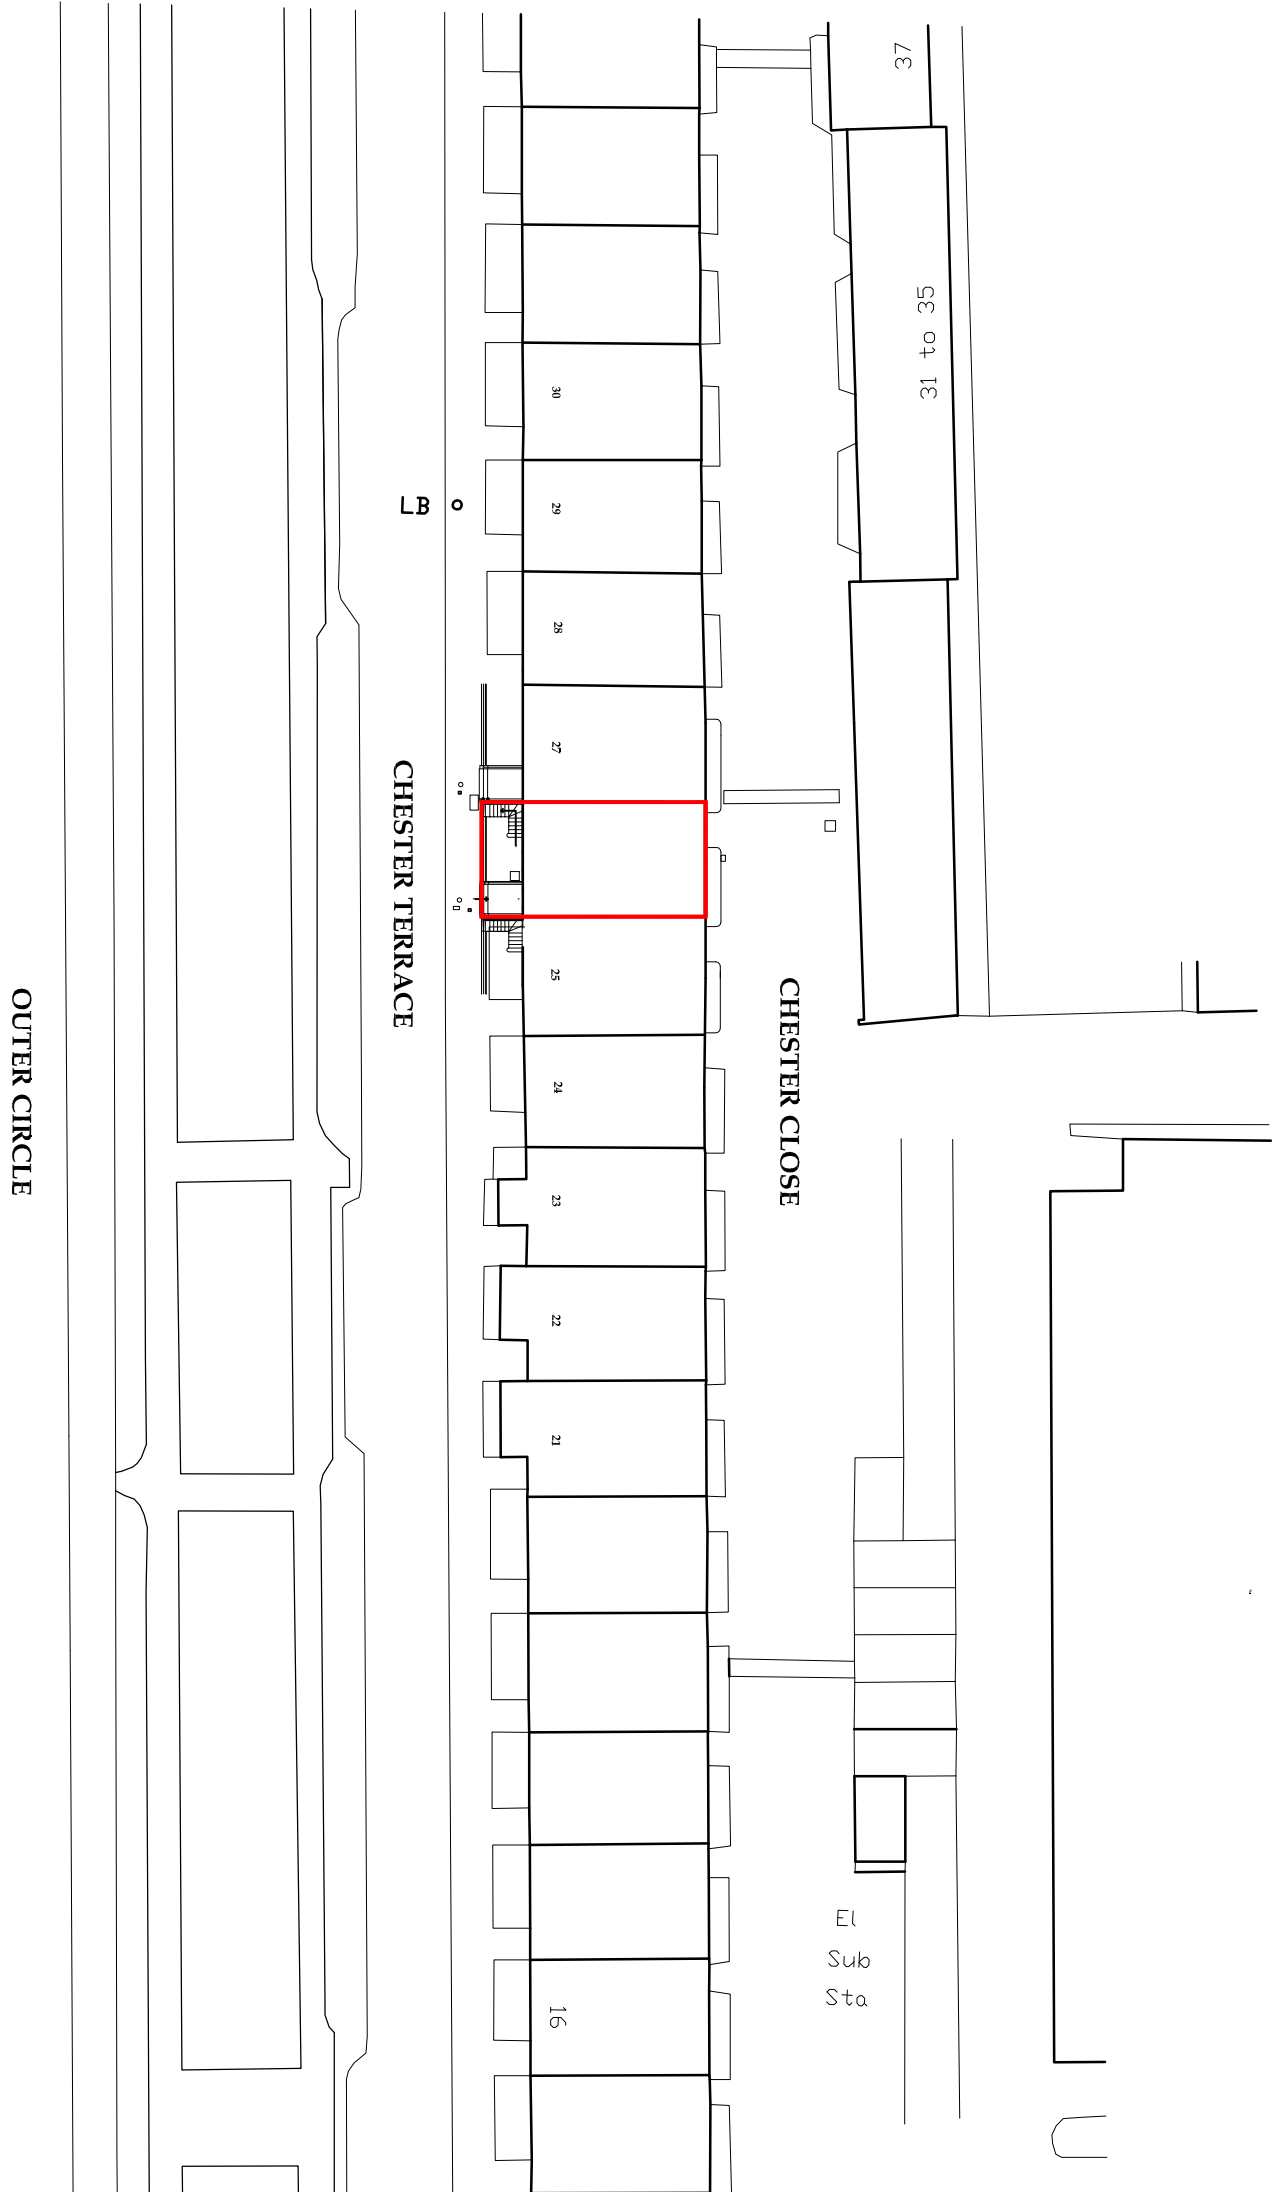 37
31 to 35
30
29
LB
28
27
CHESTER TERRACE
25
CHESTER CLOSE
OUTER CIRCLE
24
23
22
21
El
Sub
Sta
16